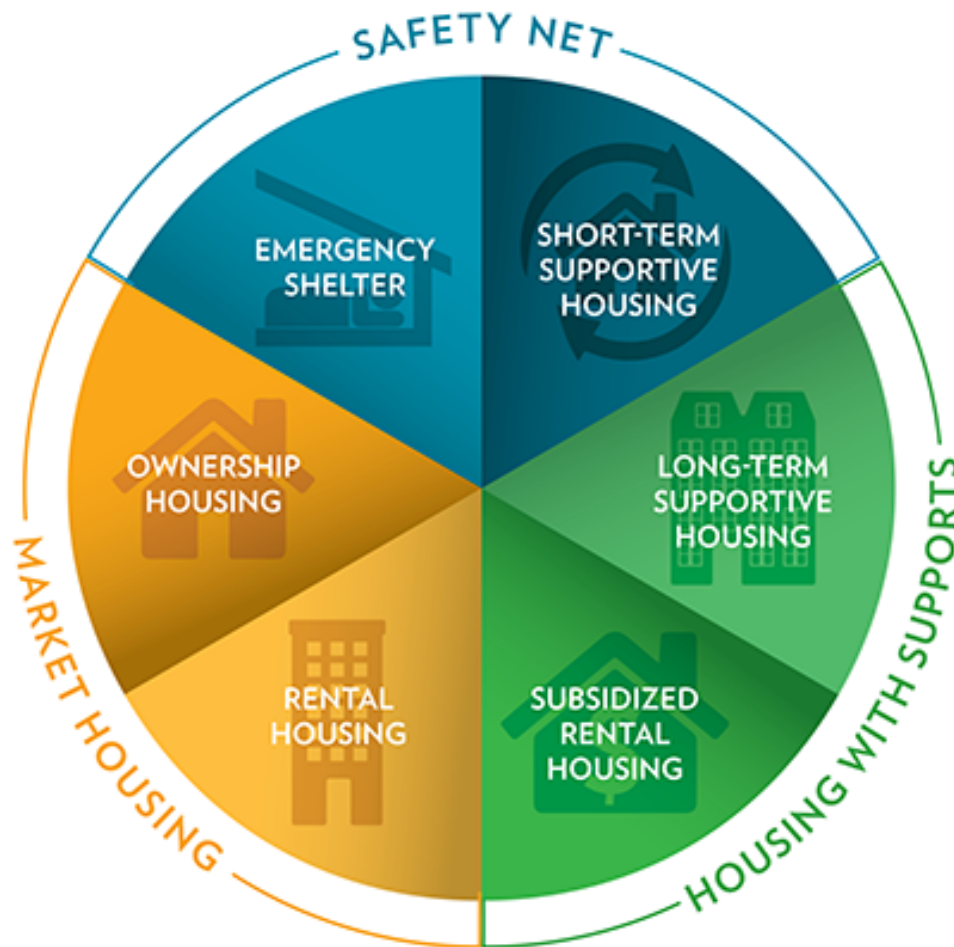 SAFETY NET
EMERGENCY
SHELTER
SHORT-TERM
SUPPORTIVE
HOUSING
OWNERSHIP
HOUSING
LONG-TERM
SUPPORTIVE
HOUSING
RENTAL
HOUSING
SUBSIDIZED
RENTAL
HOUSING
$
MARKET HOUSING
HOUSING WITH SUPPORTS